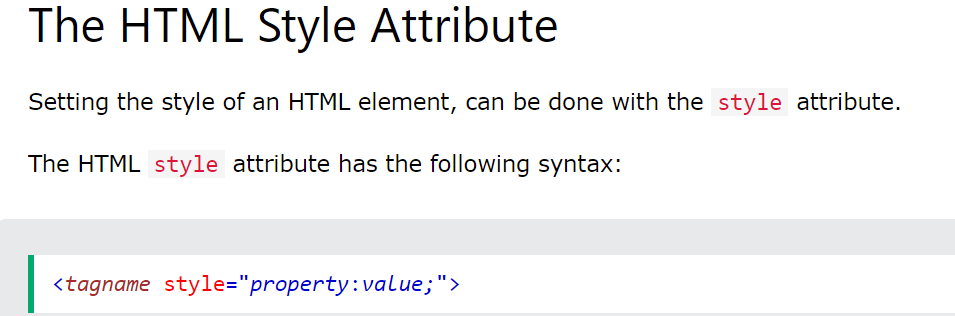 The HTML Style Attribute
Setting the style of an HTML element, can be done with the style attribute.
The HTML style attribute has the following syntax:
<tagname style="property:value;">